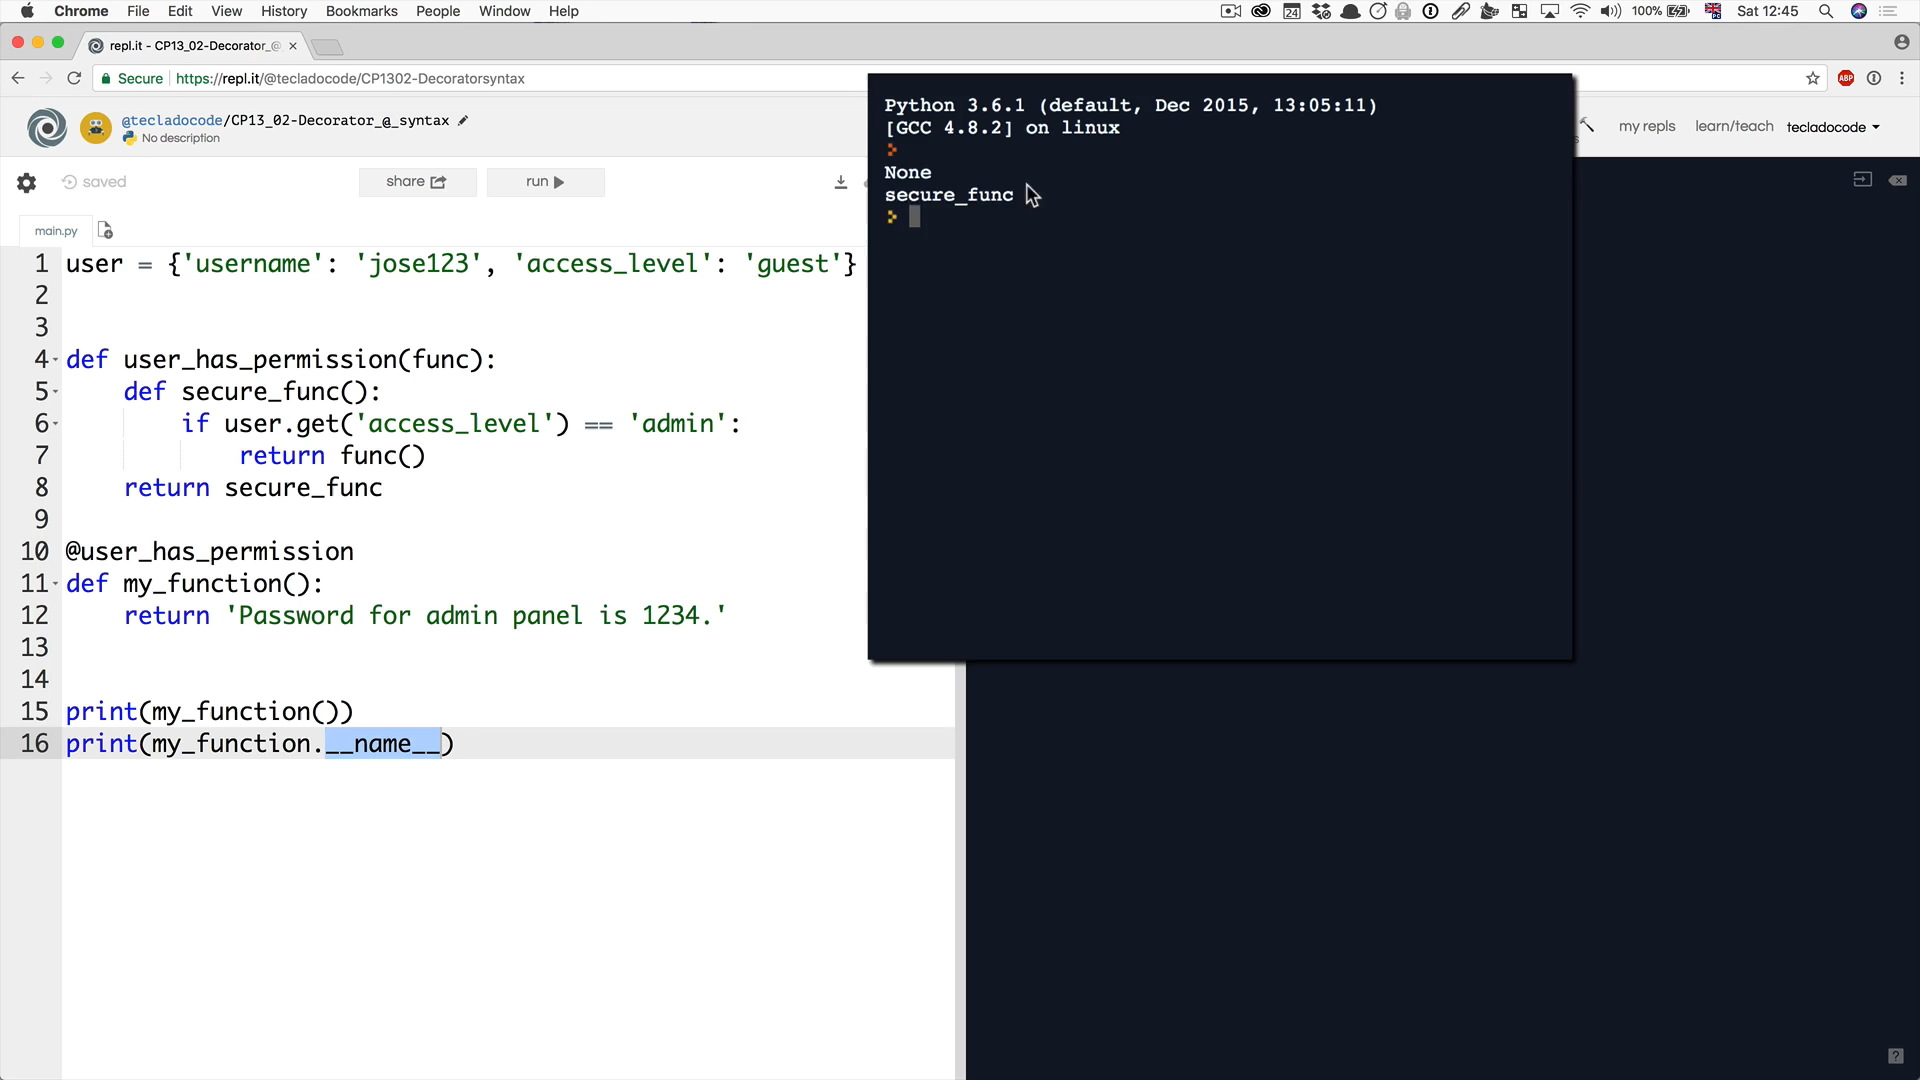 Chrome File Edit View History Bookmarks People Window Help
24
100%
Sat 12:45
repl.it - CP13_02-Decorator_@
Secure https://repl.it/@tecladocode/CP1302-Decoratorsyntax
ABP
@tecladocode/CP13_02-Decorator_@_syntax
No description
my repls learn/teach tecladocode
saved
share
run
main.py
1 user = {'username': 'jose123', 'access_level': 'guest'}
2
3
4 def user_has_permission(func):
5     def secure_func():
6         if user.get('access_level') == 'admin':
7             return func()
8     return secure_func
9
10 @user_has_permission
11 def my_function():
12     return 'Password for admin panel is 1234.'
13
14
15 print(my_function())
16 print(my_function.__name__)
Python 3.6.1 (default, Dec 2015, 13:05:11)
[GCC 4.8.2] on linux
None
secure_func
?